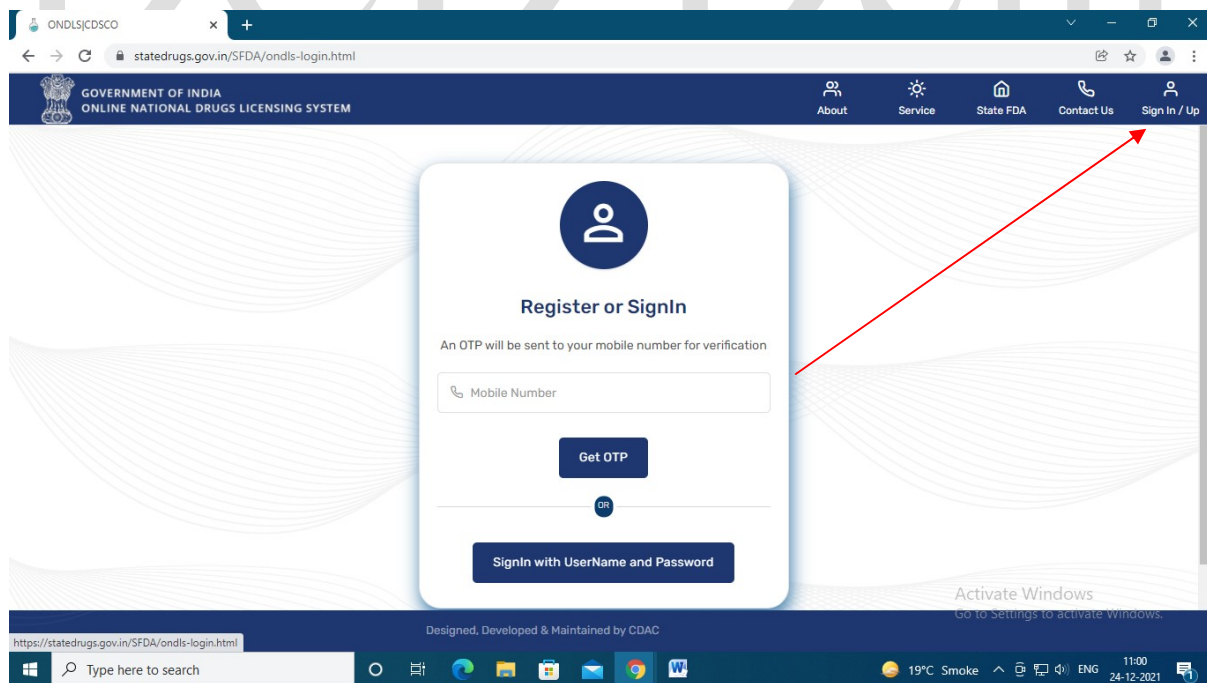 ONDLS|CDSCO
statedrugs.gov.in/SFDA/ondls-login.html
GOVERNMENT OF INDIA
ONLINE NATIONAL DRUGS LICENSING SYSTEM
About
Service
State FDA
Contact Us
Sign In / Up
Register or SignIn
An OTP will be sent to your mobile number for verification
Mobile Number
Get OTP
OR
SignIn with UserName and Password
Activate Windows
Go to Settings to activate Windows.
Designed, Developed & Maintained by CDAC
https://statedrugs.gov.in/SFDA/ondls-login.html
Type here to search
19°C Smoke
ENG
11:00
24-12-2021